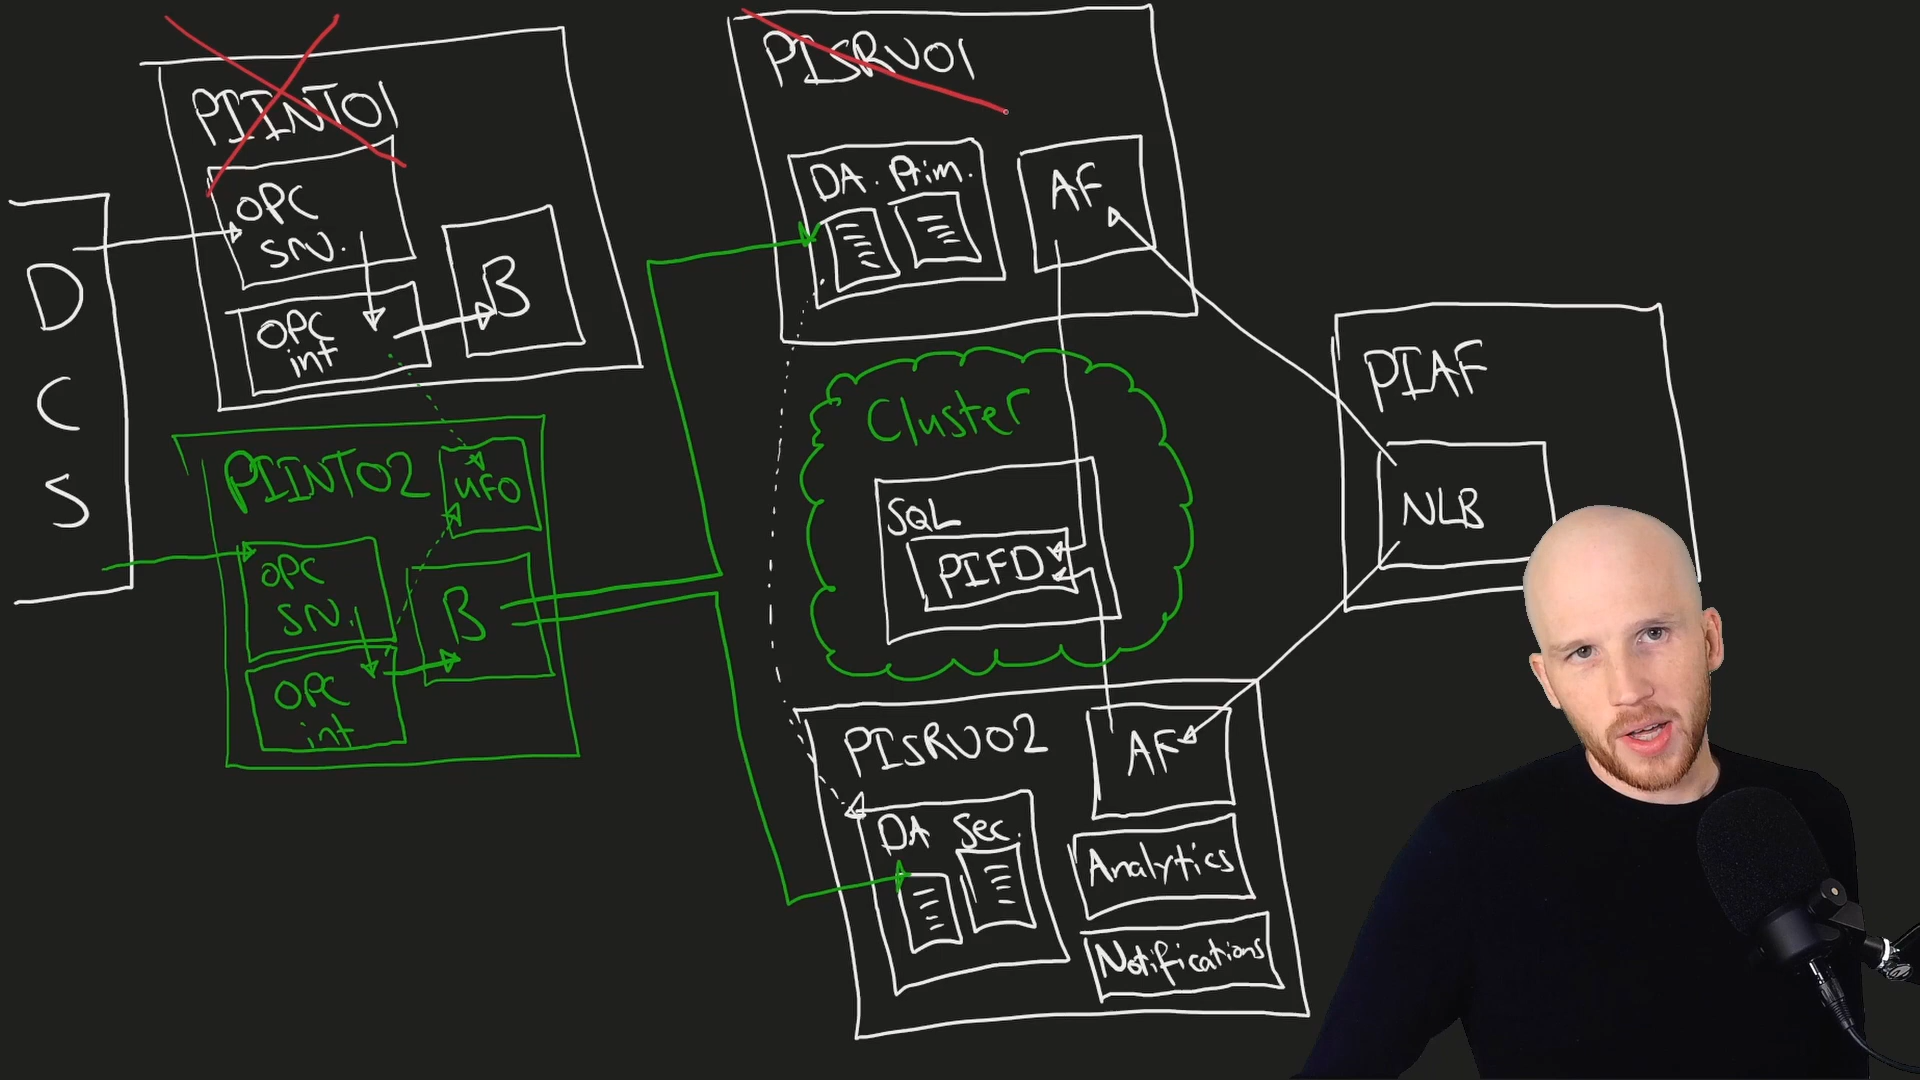 D
C
S
PIINT01
OPC
srv.
OPC
int
B
PIINT02
UFO
OPC
srv.
OPC
int
B
PISRV01
DA. Prim.
AF
Cluster
SQL
PIFD
PISRV02
AF
DA Sec.
Analytics
Notifications
PIAF
NLB